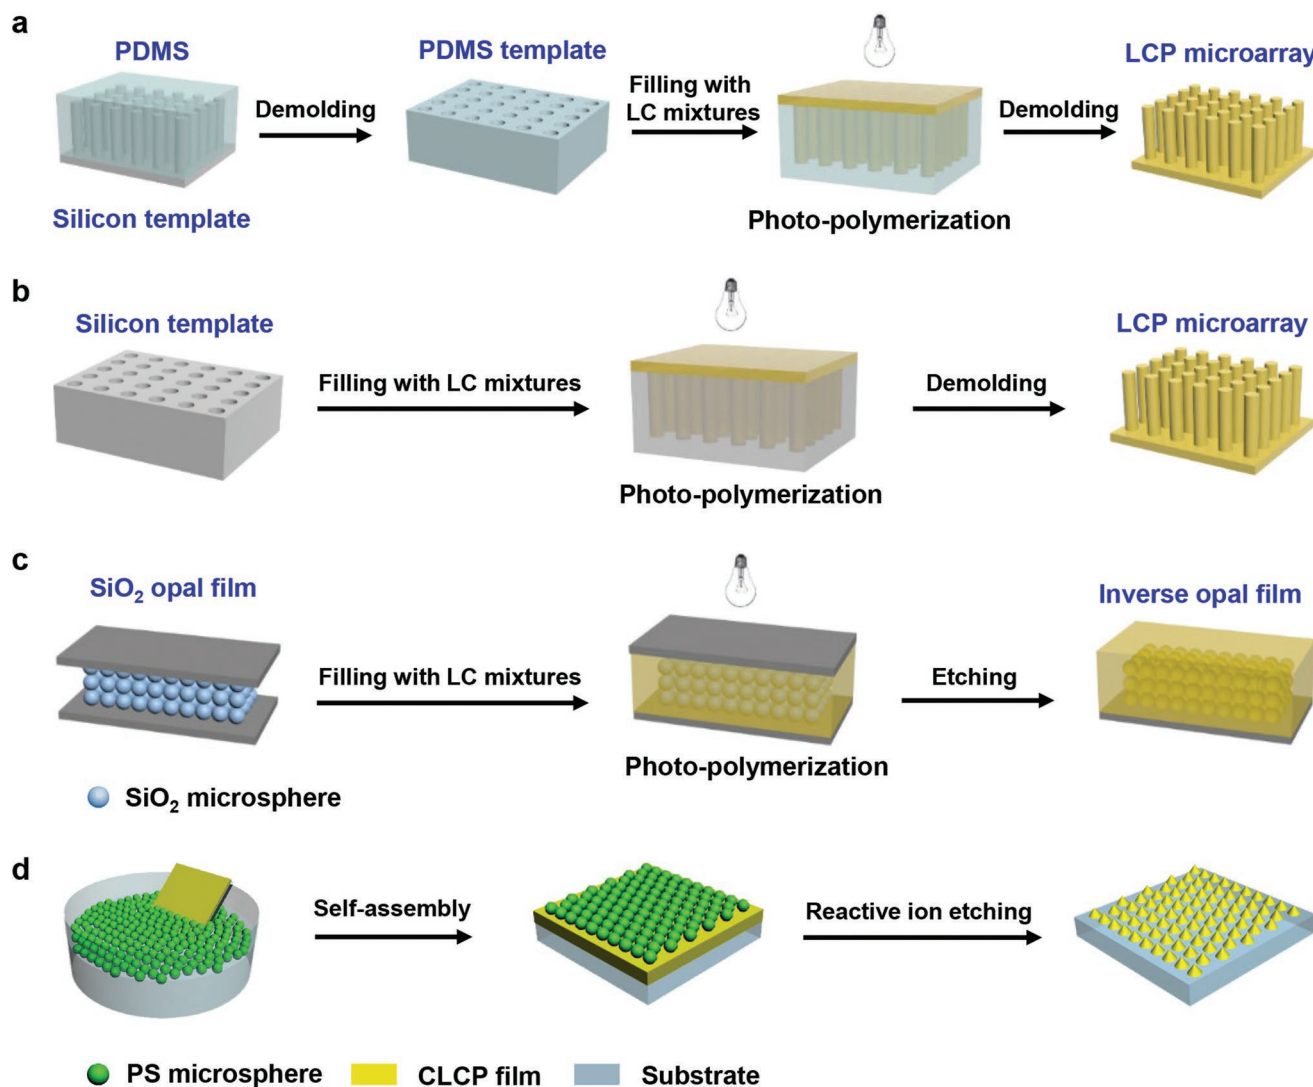 a
PDMS
PDMS template
LCP microarray
Demolding
Filling with
LC mixtures
Demolding
Silicon template
Photo-polymerization
b
Silicon template
LCP microarray
Filling with LC mixtures
Demolding
Photo-polymerization
c
SiO₂ opal film
Inverse opal film
Filling with LC mixtures
Etching
Photo-polymerization
SiO₂ microsphere
d
Self-assembly
Reactive ion etching
PS microsphere
CLCP film
Substrate